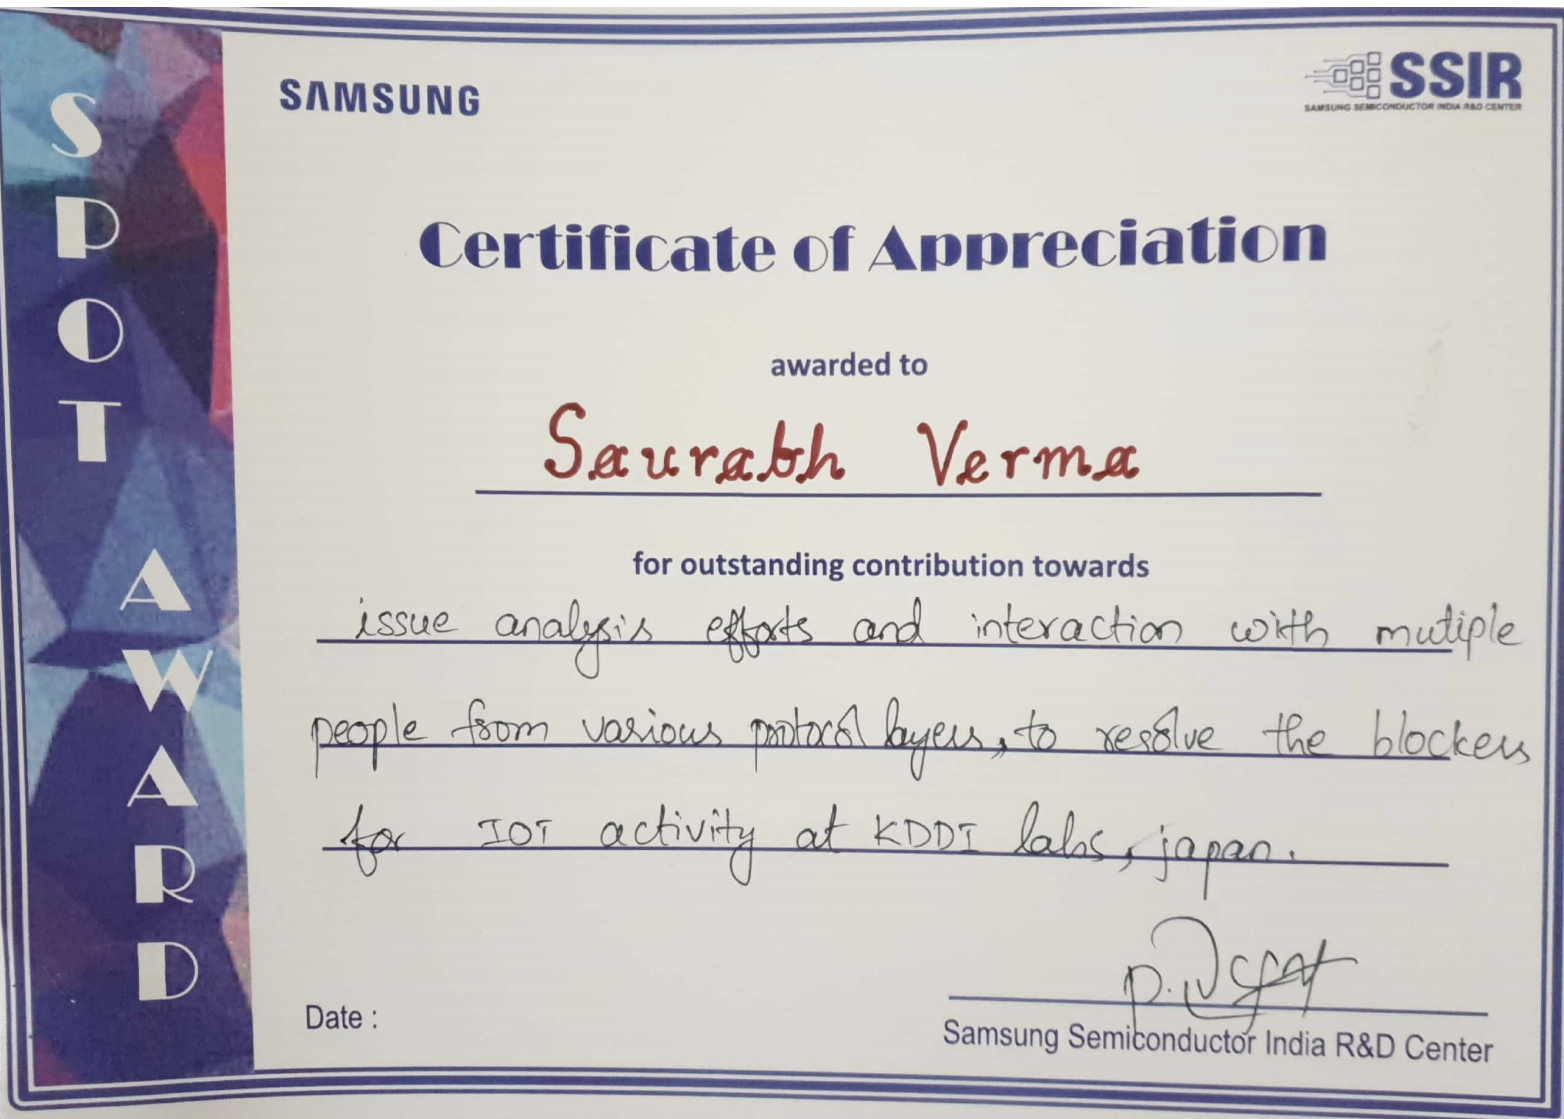 SPOT AWARD
SAMSUNG
SSIR
SAMSUNG SEMICONDUCTOR INDIA R&D CENTER
Certificate of Appreciation
awarded to
Saurabh Verma
for outstanding contribution towards
issue analysis efforts and interaction with mutiple
people from various protocol layers, to resolve the blockers
for IOT activity at KDDI labs, japan.
Date :
Samsung Semiconductor India R&D Center